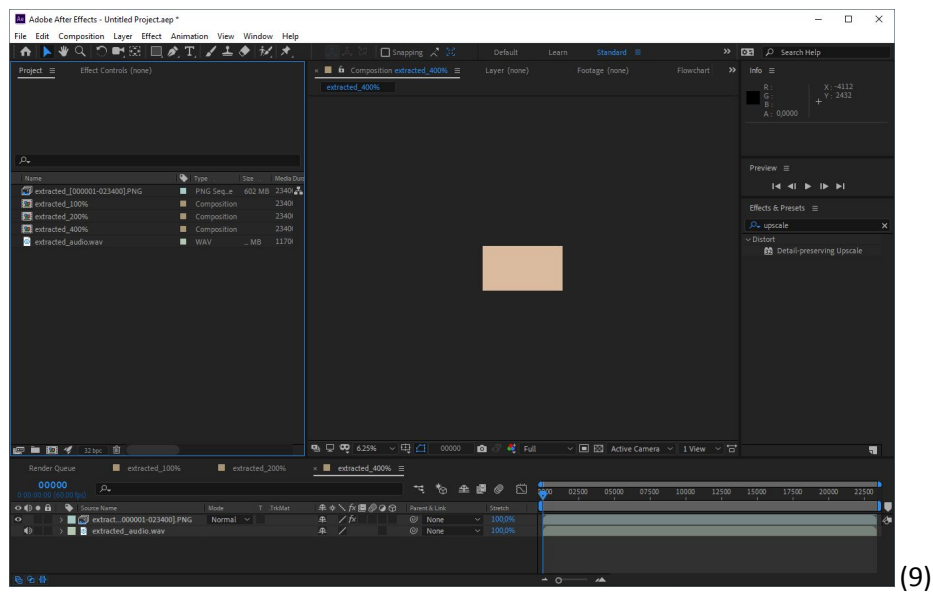 Ae Adobe After Effects - Untitled Project.aep *
File Edit Composition Layer Effect Animation View Window Help
Snapping Default Learn Standard Search Help
Project Effect Controls (none)
Composition extracted_400% Layer (none) Footage (none) Flowchart
extracted_400%
Info
R :
G :
B :
A : 0,0000
X : -4112
Y : 2432
Name Type Size Media Dur
extracted_[000001-023400].PNG PNG Seq...e 602 MB 2340
extracted_100% Composition 2340
extracted_200% Composition 2340
extracted_400% Composition 2340
extracted_audio.wav WAV ... MB 1170
Preview
Effects & Presets
upscale
Distort
Detail-preserving Upscale
32 bpc
6.25% 00000 Full Active Camera 1 View
Render Queue extracted_100% extracted_200% extracted_400%
00000
0:00:00:00 (60.00 fps)
0000 02500 05000 07500 10000 12500 15000 17500 20000 22500
Source Name Mode T TrkMat Parent & Link Stretch
extract...000001-023400].PNG Normal None 100,0%
extracted_audio.wav None 100,0%
(9)